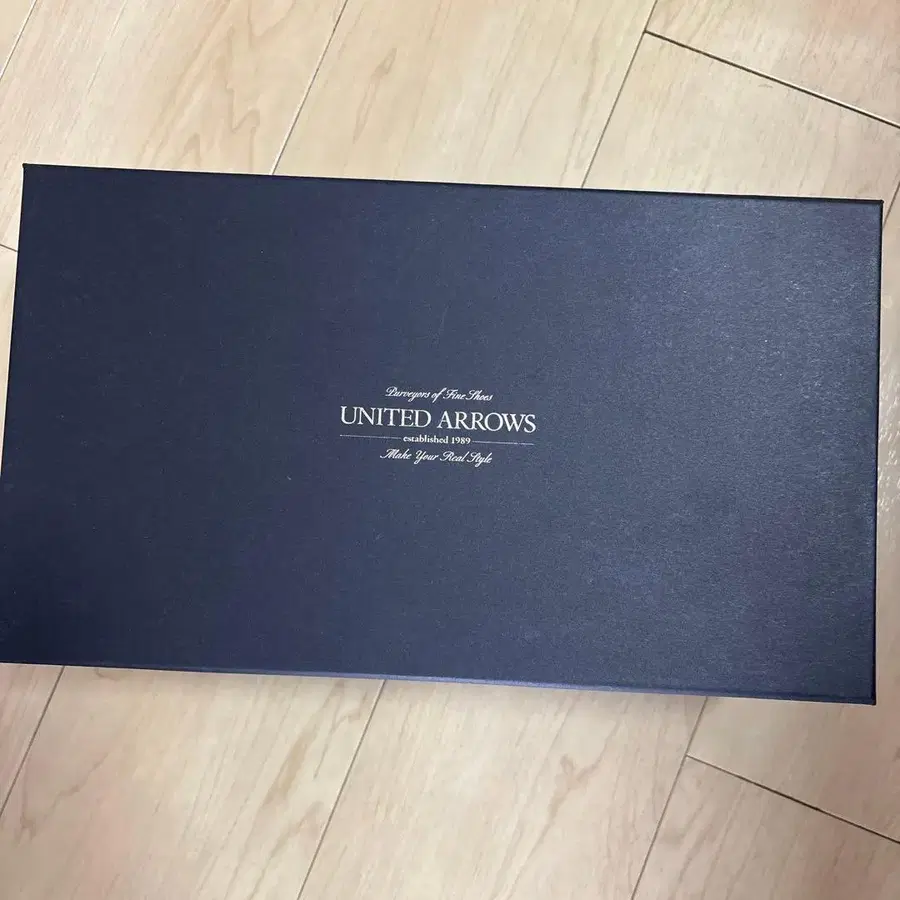 Purveyors of Fine Shoes
UNITED ARROWS
established 1989
Make Your Real Style